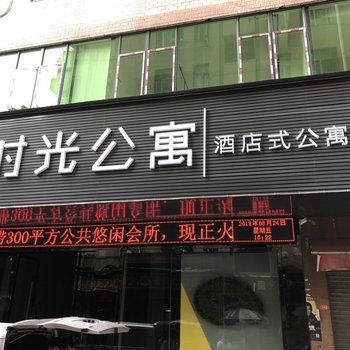 时光公寓
酒店式公寓
带300平方公共悠闲会所，现正火
2018年08月24日
星期五
16:22